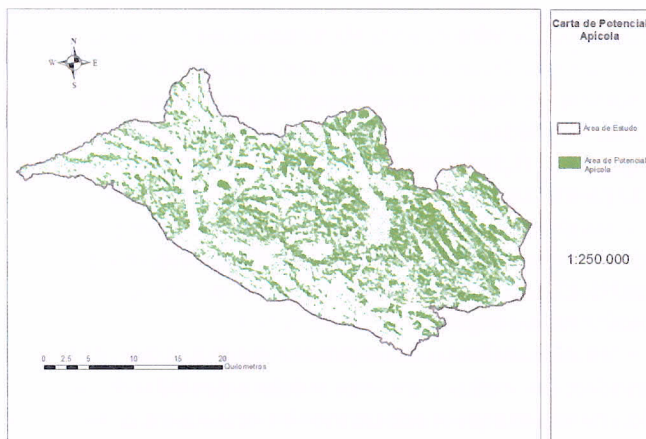 Carta de Potencial
Apícola
N
W E
S
Área de Estudo
Área de Potencial
Apícola
1:250.000
0 2.5 5 10 15 20
Quilometros